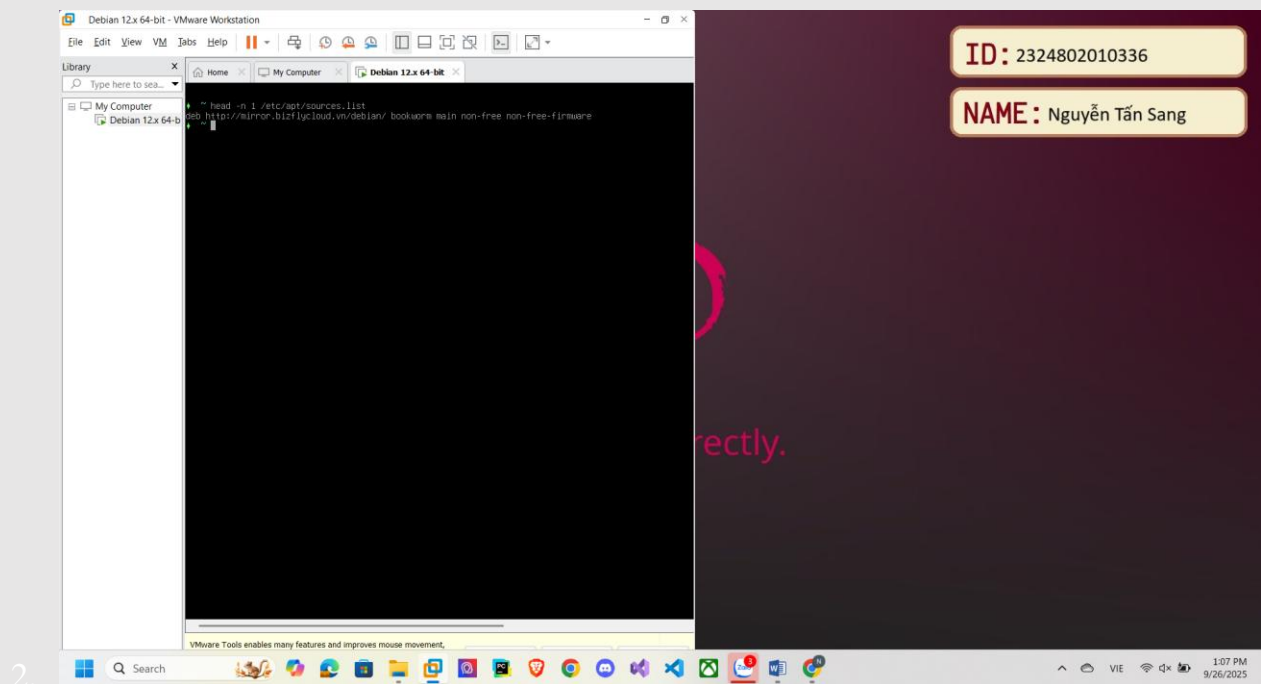 Debian 12.x 64-bit - VMware Workstation
File Edit View VM Tabs Help
Library X
Type here to sea...
My Computer
Debian 12.x 64-b
Home
My Computer
Debian 12.x 64-bit
~ head -n 1 /etc/apt/sources.list
deb http://mirror.bizflycloud.vn/debian/ bookworm main non-free non-free-firmware
~
VMware Tools enables many features and improves mouse movement,
ID: 2324802010336
NAME: Nguyễn Tấn Sang
rectly.
2
Search
VIE
1:07 PM
9/26/2025